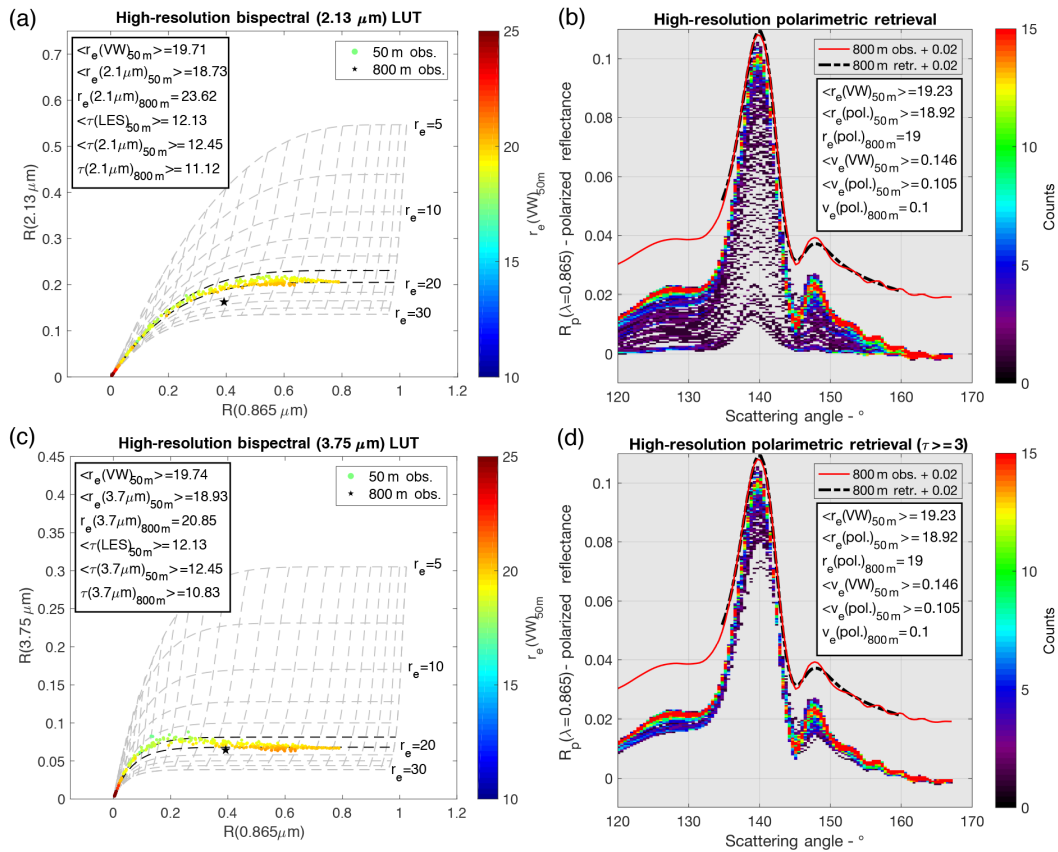 (a)
High-resolution bispectral (2.13 µm) LUT
<r_e(VW)_50m>=19.71
<r_e(2.1µm)_50m>=18.73
r_e(2.1µm)_800m=23.62
<τ(LES)_50m>=12.13
<τ(2.1µm)_50m>=12.45
τ(2.1µm)_800m=11.12
50 m obs.
800 m obs.
r_e=5
r_e=10
r_e=20
r_e=30
0.7
0.6
0.5
0.4
0.3
0.2
0.1
0
R(2.13 µm)
0 0.2 0.4 0.6 0.8 1 1.2
R(0.865 µm)
25
20
15
10
r_e(VW)_50m
(b)
High-resolution polarimetric retrieval
800 m obs. + 0.02
800 m retr. + 0.02
<r_e(VW)_50m>=19.23
<r_e(pol.)_50m>=18.92
r_e(pol.)_800m=19
<v_e(VW)_50m>=0.146
<v_e(pol.)_50m>=0.105
v_e(pol.)_800m=0.1
0.1
0.08
0.06
0.04
0.02
0
R_p(λ=0.865) - polarized reflectance
120 130 140 150 160 170
Scattering angle - °
15
10
5
0
Counts
(c)
High-resolution bispectral (3.75 µm) LUT
<r_e(VW)_50m>=19.74
<r_e(3.7µm)_50m>=18.93
r_e(3.7µm)_800m=20.85
<τ(LES)_50m>=12.13
<τ(3.7µm)_50m>=12.45
τ(3.7µm)_800m=10.83
50 m obs.
800 m obs.
r_e=5
r_e=10
r_e=20
r_e=30
0.45
0.4
0.35
0.3
0.25
0.2
0.15
0.1
0.05
0
R(3.75 µm)
0 0.2 0.4 0.6 0.8 1 1.2
R(0.865µm)
25
20
15
10
r_e(VW)_50m
(d)
High-resolution polarimetric retrieval (τ >=3)
800 m obs. + 0.02
800 m retr. + 0.02
<r_e(VW)_50m>=19.23
<r_e(pol.)_50m>=18.92
r_e(pol.)_800m=19
<v_e(VW)_50m>=0.146
<v_e(pol.)_50m>=0.105
v_e(pol.)_800m=0.1
0.1
0.08
0.06
0.04
0.02
0
R_p(λ=0.865) - polarized reflectance
120 130 140 150 160 170
Scattering angle - °
15
10
5
0
Counts